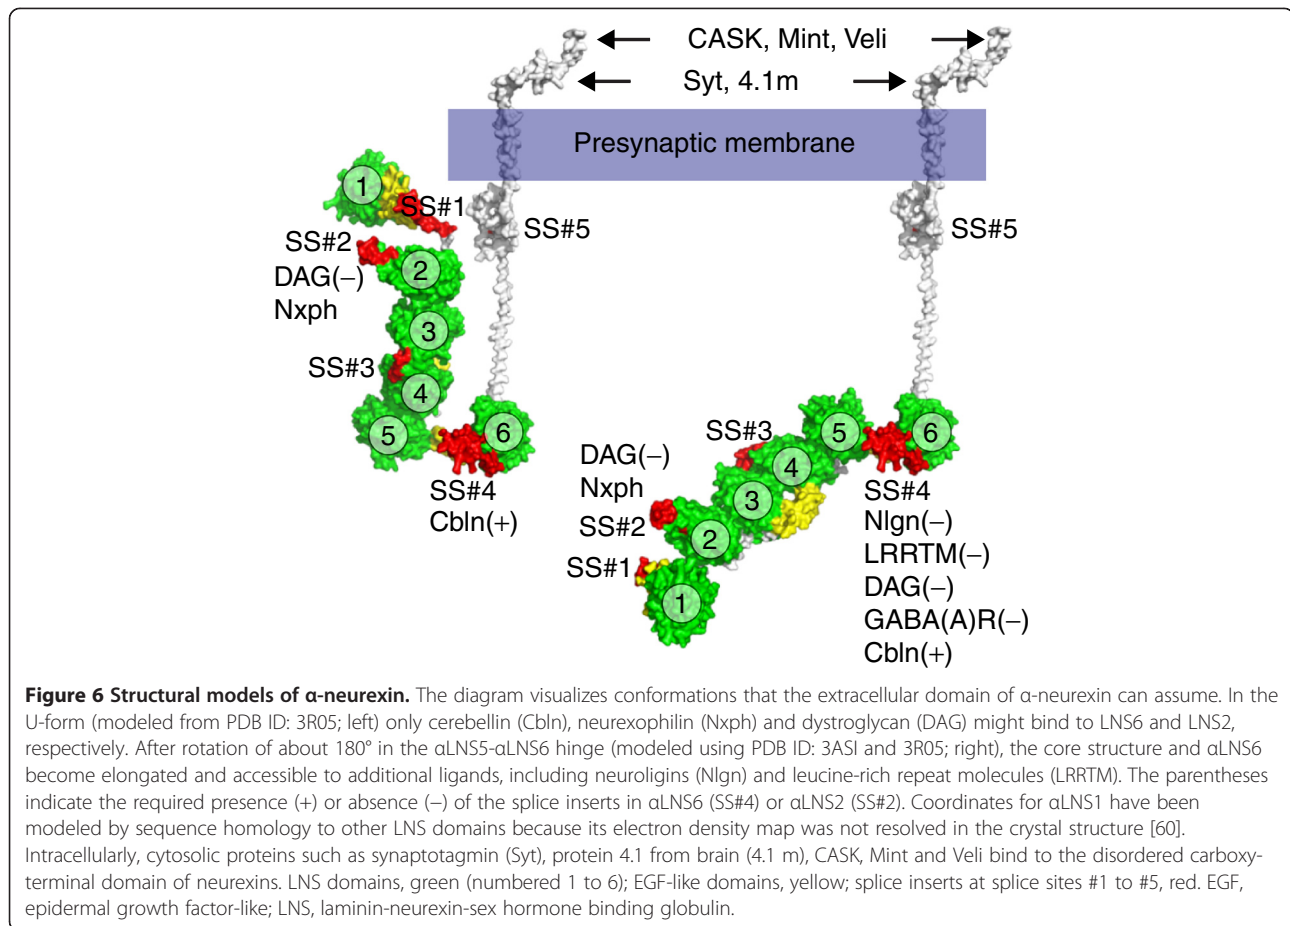 CASK, Mint, Veli
Syt, 4.1m
Presynaptic membrane
1
SS#1
SS#5
SS#2
DAG(–)
Nxph
2
3
SS#3
4
5
6
SS#4
Cbln(+)
SS#5
DAG(–)
Nxph
SS#3
5
6
4
3
SS#2
2
SS#1
1
SS#4
Nlgn(–)
LRRTM(–)
DAG(–)
GABA(A)R(–)
Cbln(+)
Figure 6 Structural models of α-neurexin. The diagram visualizes conformations that the extracellular domain of α-neurexin can assume. In the
U-form (modeled from PDB ID: 3R05; left) only cerebellin (Cbln), neurexophilin (Nxph) and dystroglycan (DAG) might bind to LNS6 and LNS2,
respectively. After rotation of about 180° in the αLNS5-αLNS6 hinge (modeled using PDB ID: 3ASI and 3R05; right), the core structure and αLNS6
become elongated and accessible to additional ligands, including neuroligins (Nlgn) and leucine-rich repeat molecules (LRRTM). The parentheses
indicate the required presence (+) or absence (−) of the splice inserts in αLNS6 (SS#4) or αLNS2 (SS#2). Coordinates for αLNS1 have been
modeled by sequence homology to other LNS domains because its electron density map was not resolved in the crystal structure [60].
Intracellularly, cytosolic proteins such as synaptotagmin (Syt), protein 4.1 from brain (4.1 m), CASK, Mint and Veli bind to the disordered carboxy-
terminal domain of neurexins. LNS domains, green (numbered 1 to 6); EGF-like domains, yellow; splice inserts at splice sites #1 to #5, red. EGF,
epidermal growth factor-like; LNS, laminin-neurexin-sex hormone binding globulin.